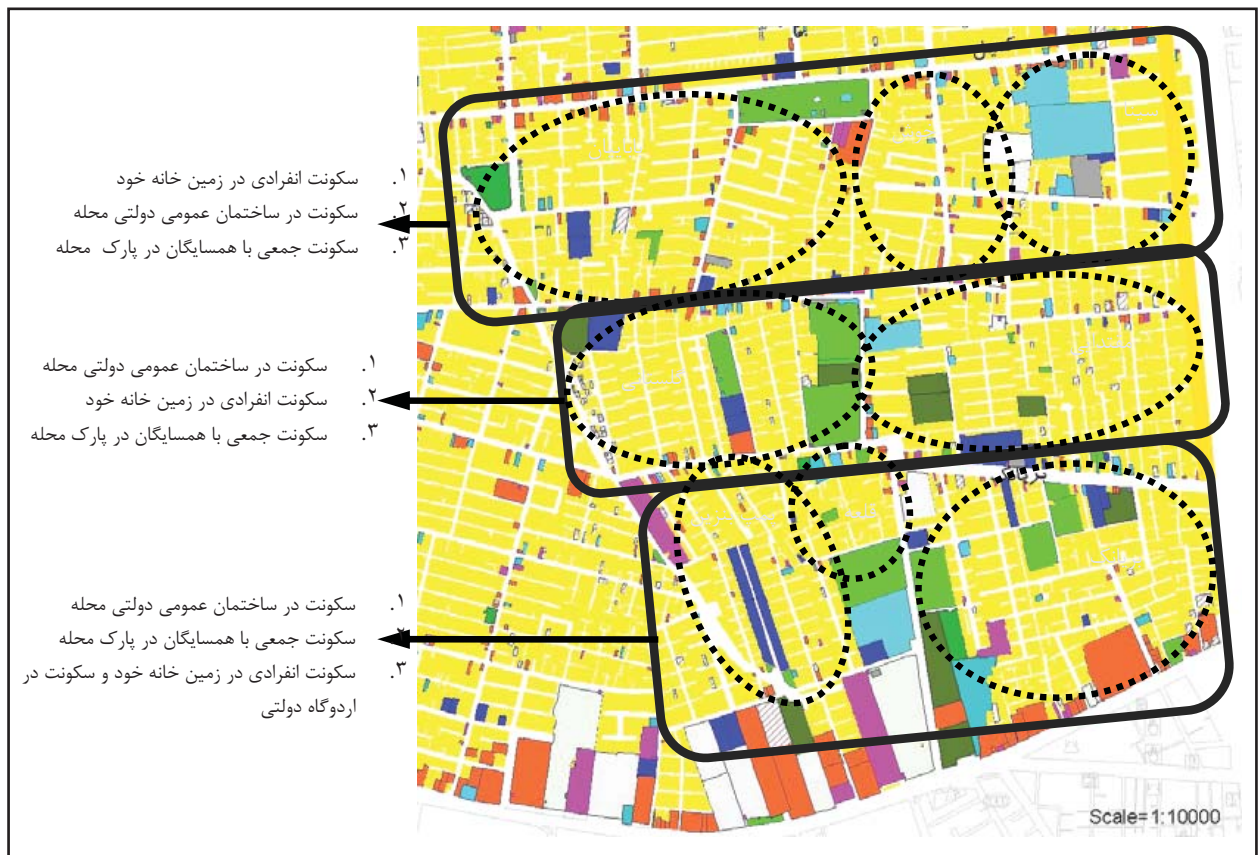 ۱. سکونت انفرادی در زمین خانه خود
۲. سکونت در ساختمان عمومی دولتی محله
۳. سکونت جمعی با همسایگان در پارک محله
۱. سکونت در ساختمان عمومی دولتی محله
۲. سکونت انفرادی در زمین خانه خود
۳. سکونت جمعی با همسایگان در پارک محله
۱. سکونت در ساختمان عمومی دولتی محله
۲. سکونت جمعی با همسایگان در پارک محله
۳. سکونت انفرادی در زمین خانه خود و سکونت در
اردوگاه دولتی
Scale=1:10000